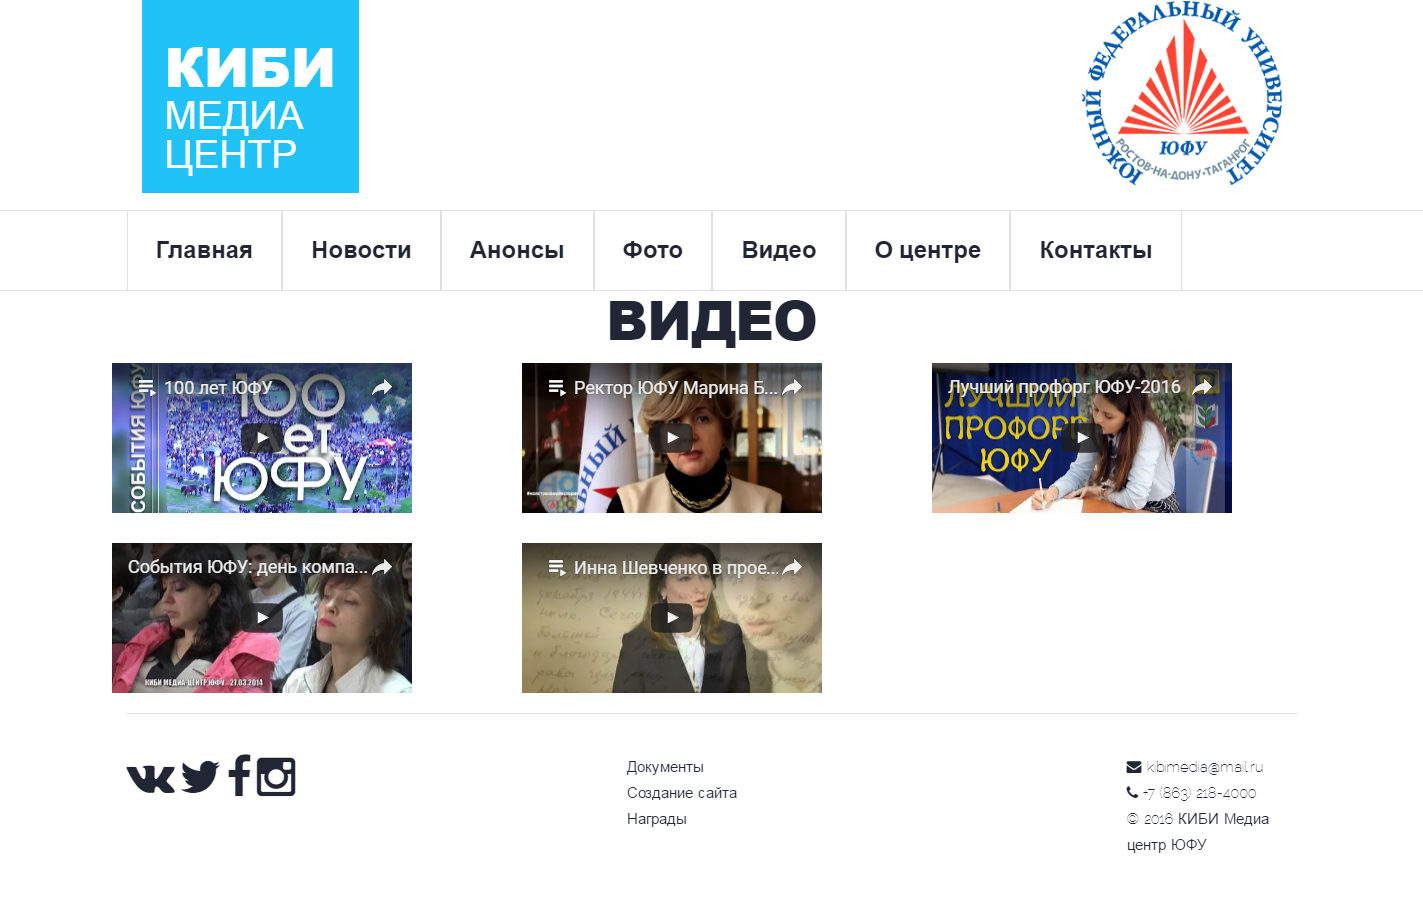 КИБИ
МЕДИА
ЦЕНТР
ЮЖНЫЙ ФЕДЕРАЛЬНЫЙ УНИВЕРСИТЕТ
ЮФУ
РОСТОВ-НА-ДОНУ•ТАГАНРОГ
Главная
Новости
Анонсы
Фото
Видео
О центре
Контакты
ВИДЕО
100 лет ЮФУ
СОБЫТИЯ ЮФУ
100
лет
ЮФУ
Ректор ЮФУ Марина Б...
Лучший профорг ЮФУ-2016
ЛУЧШИЙ
ПРОФОРГ
ЮФУ
События ЮФУ: день компа...
КИБИ МЕДИА-ЦЕНТР ЮФУ - 27.03.2014
Инна Шевченко в прое...
декабря 1944
Документы
Создание сайта
Награды
kibimedia@mail.ru
+7 (863) 218-4000
© 2016 КИБИ Медиа
центр ЮФУ